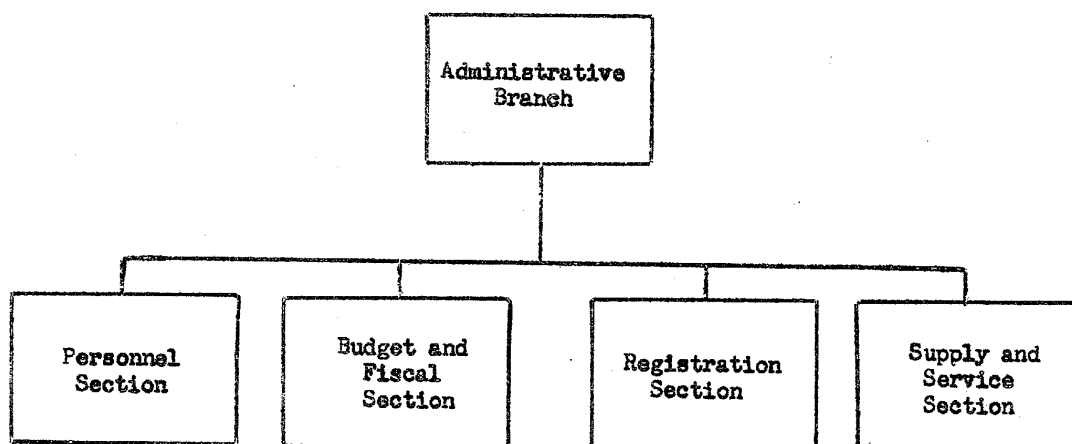 Administrative
Branch
Personnel
Section
Budget and
Fiscal
Section
Registration
Section
Supply and
Service
Section